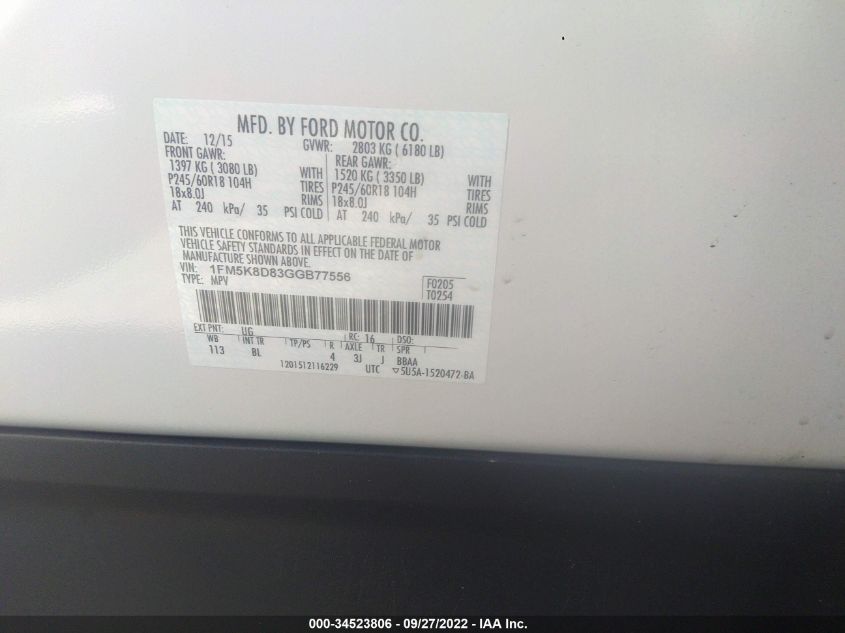 MFD. BY FORD MOTOR CO.
DATE: 12/15 GVWR: 2803 KG ( 6180 LB)
FRONT GAWR: REAR GAWR:
1397 KG ( 3080 LB) WITH 1520 KG ( 3350 LB) WITH
P245/60R18 104H TIRES P245/60R18 104H TIRES
18x8.0J RIMS 18x8.0J RIMS
AT 240 kPa/ 35 PSI COLD AT 240 kPa/ 35 PSI COLD
THIS VEHICLE CONFORMS TO ALL APPLICABLE FEDERAL MOTOR
VEHICLE SAFETY STANDARDS IN EFFECT ON THE DATE OF
MANUFACTURE SHOWN ABOVE.
VIN: 1FM5K8D83GGB77556 F0205
TYPE: MPV T0254
EXT PNT: UG RC: 16 DSO:
WB INT TR TP/PS R AXLE TR SPR
113 BL 4 3J J BBAA
1201512116229 UTC ▽5U5A-1520472-BA
000-34523806 - 09/27/2022 - IAA Inc.